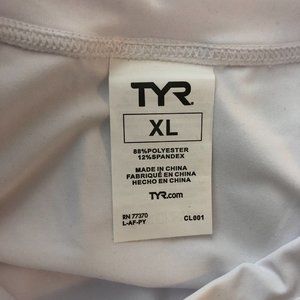 TYR
XL
88%POLYESTER
12%SPANDEX
MADE IN CHINA
FABRIQUÉ EN CHINA
HECHO EN CHINA
TYR.com
RN 77370
L-AF-PY
CL001